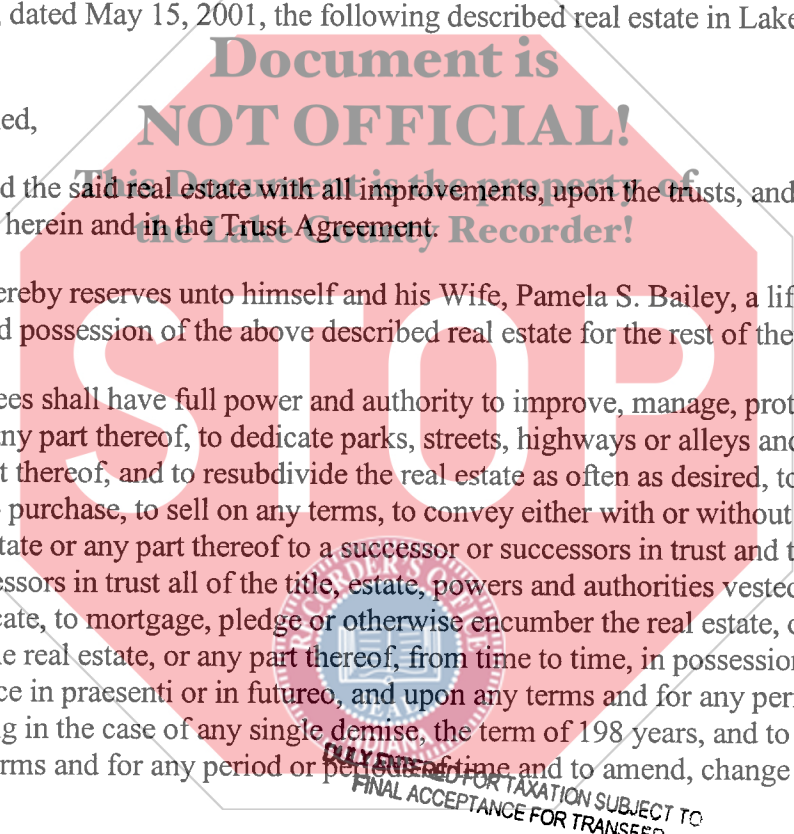 , dated May 15, 2001, the following described real estate in Lake
Document is
NOT OFFICIAL!
ed,
This Document is the property of
d the said real estate with all improvements, upon the trusts, and
herein and in the Trust Agreement.
the Lake County Recorder!
ereby reserves unto himself and his Wife, Pamela S. Bailey, a lif
d possession of the above described real estate for the rest of the
STOP
ees shall have full power and authority to improve, manage, prot
ny part thereof, to dedicate parks, streets, highways or alleys and
t thereof, and to resubdivide the real estate as often as desired, to
purchase, to sell on any terms, to convey either with or without
tate or any part thereof to a successor or successors in trust and t
essors in trust all of the title, estate, powers and authorities vested
cate, to mortgage, pledge or otherwise encumber the real estate, o
e real estate, or any part thereof, from time to time, in possession
ce in praesenti or in futureo, and upon any terms and for any per
g in the case of any single demise, the term of 198 years, and to
rms and for any period or periods of time and to amend, change
RECORDER'S OFFICE
SEAL
DULY ENTERED FOR TAXATION SUBJECT TO
FINAL ACCEPTANCE FOR TRANSFER